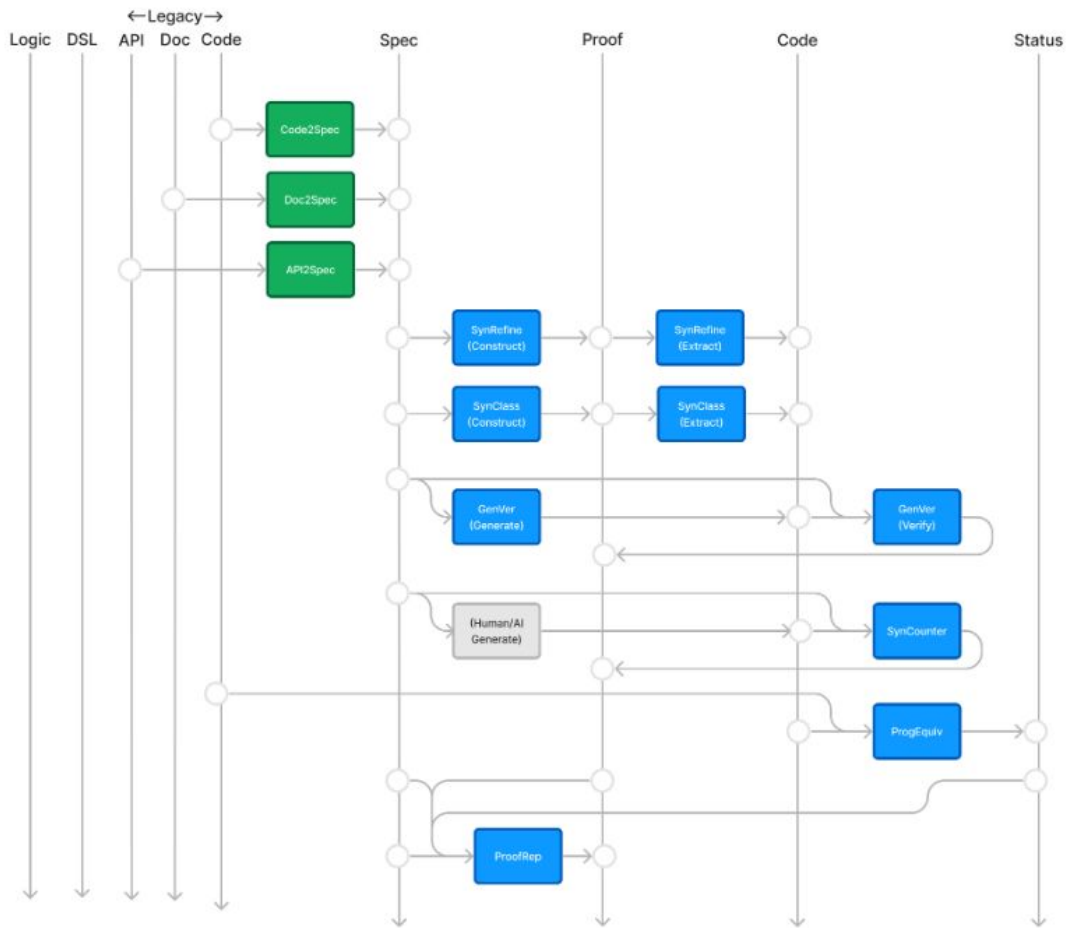 ←Legacy→
Logic DSL API Doc Code Spec Proof Code Status
Code2Spec
Doc2Spec
API2Spec
SynRefine
(Construct)
SynRefine
(Extract)
SynClass
(Construct)
SynClass
(Extract)
GenVer
(Generate)
GenVer
(Verify)
(Human/AI
Generate)
SynCounter
ProgEquiv
ProofRep